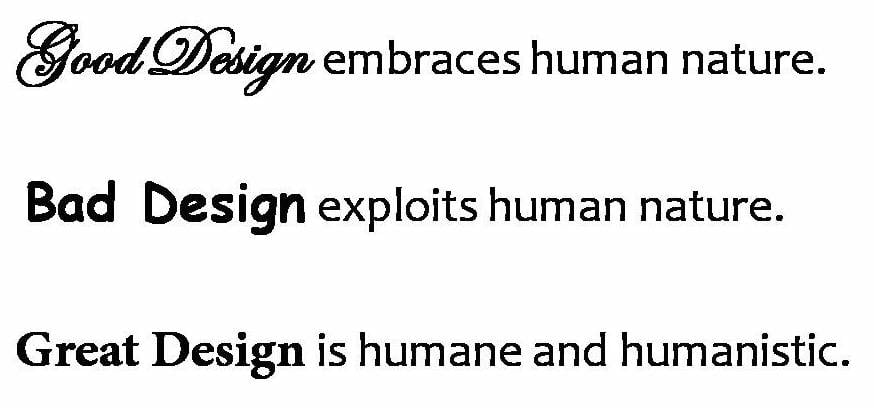 Good Design embraces human nature.
Bad Design exploits human nature.
Great Design is humane and humanistic.